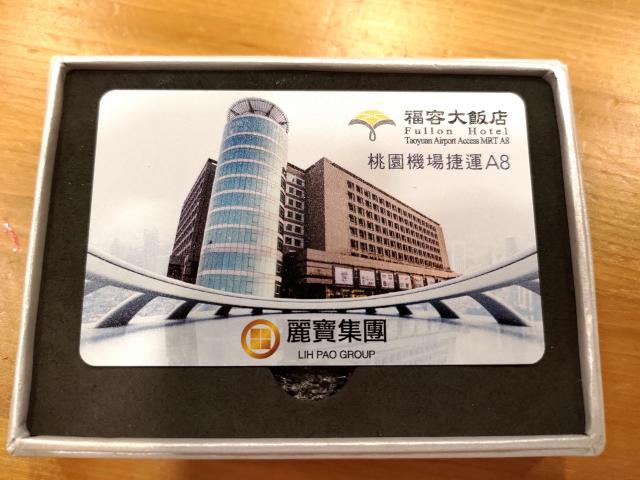 福容大飯店
Fullon Hotel
Taoyuan Airport Access MRT A8
桃園機場捷運A8
麗寶集團
LIH PAO GROUP